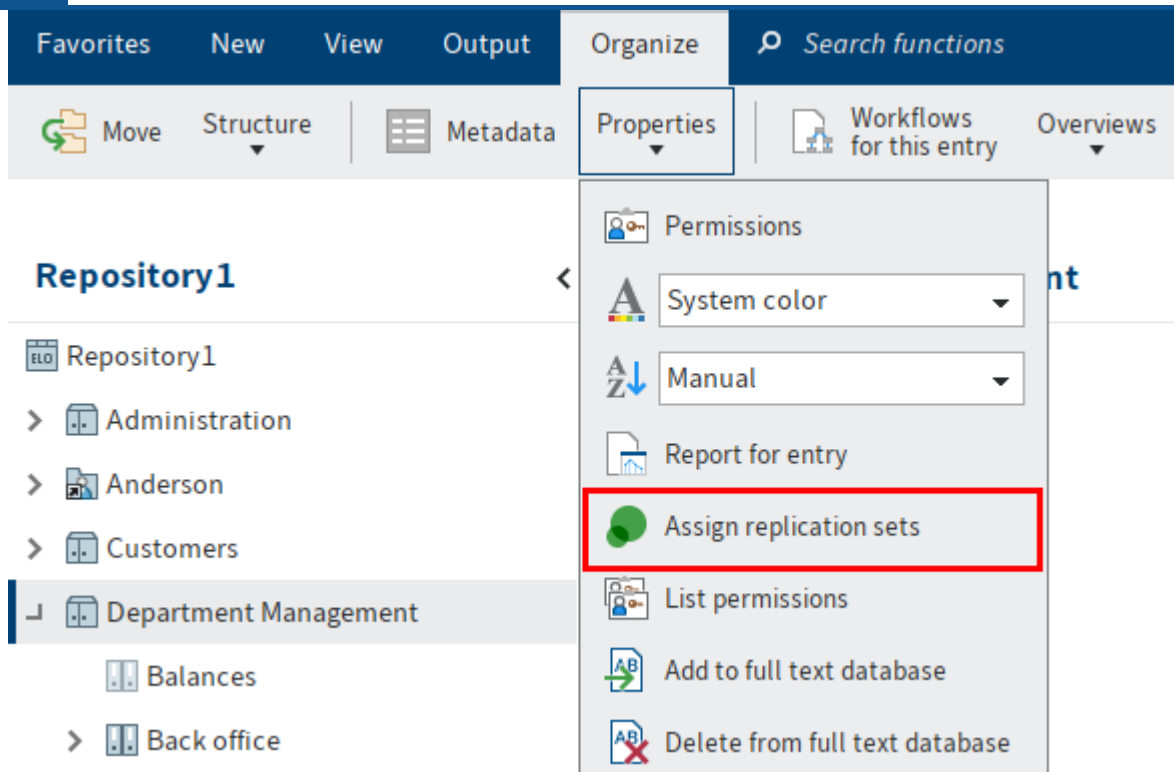 Favorites New View Output Organize Search functions
Move Structure Metadata Properties Workflows for this entry Overviews
Permissions
Repository1 nt
System color
ELO Repository1
Manual
Administration
Report for entry
Anderson
Assign replication sets
Customers
List permissions
Department Management
Add to full text database
Balances
Back office
Delete from full text database